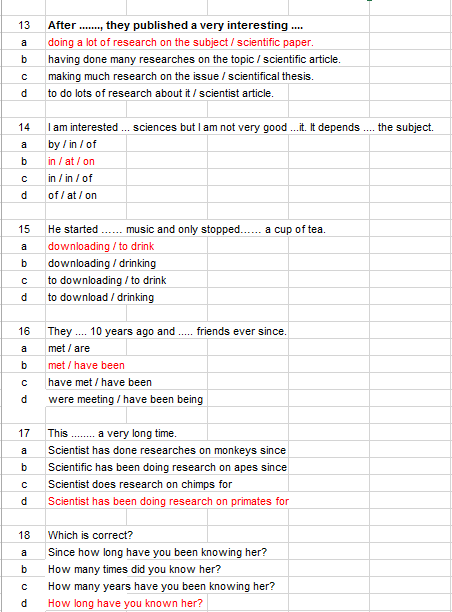 13 After ......., they published a very interesting ....
a doing a lot of research on the subject / scientific paper.
b having done many researches on the topic / scientific article.
c making much research on the issue / scientifical thesis.
d to do lots of research about it / scientist article.
14 I am interested ... sciences but I am not very good ...it. It depends .... the subject.
a by / in / of
b in / at / on
c in / in / of
d of / at / on
15 He started …… music and only stopped…… a cup of tea.
a downloading / to drink
b downloading / drinking
c to downloading / to drink
d to download / drinking
16 They .... 10 years ago and ..... friends ever since.
a met / are
b met / have been
c have met / have been
d were meeting / have been being
17 This ........ a very long time.
a Scientist has done researches on monkeys since
b Scientific has been doing research on apes since
c Scientist does research on chimps for
d Scientist has been doing research on primates for
18 Which is correct?
a Since how long have you been knowing her?
b How many times did you know her?
c How many years have you been knowing her?
d How long have you known her?